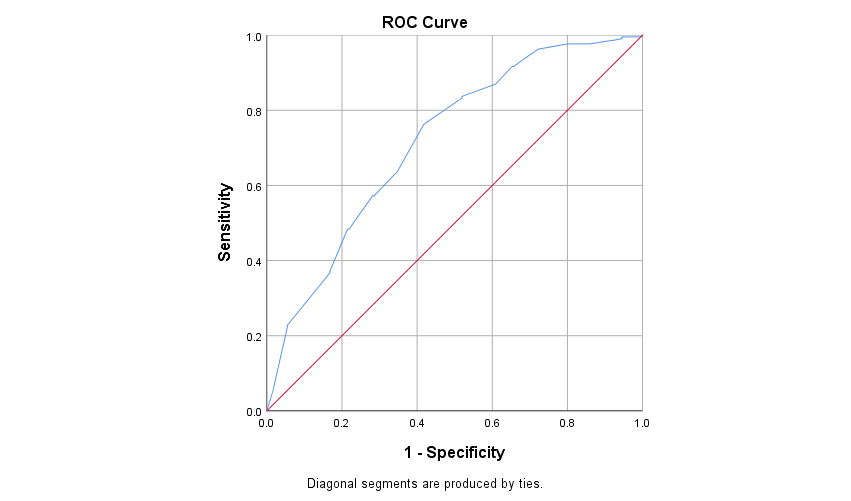 ROC Curve
1.0
0.8
0.6
0.4
0.2
0.0
Sensitivity
0.0 0.2 0.4 0.6 0.8 1.0
1 - Specificity
Diagonal segments are produced by ties.